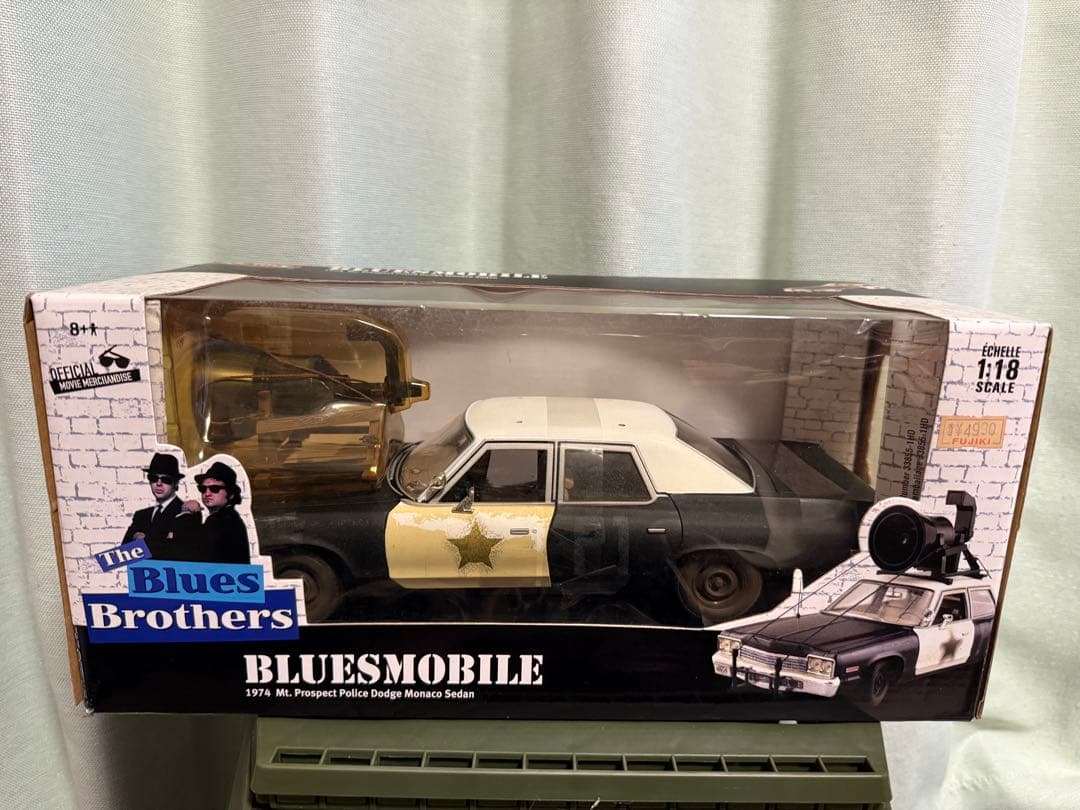 BLUESMOBILE
8+
OFFICIAL
MOVIE MERCHANDISE
ÉCHELLE
1:18
SCALE
FUJIKI
The
Blues
Brothers
BLUESMOBILE
1974 Mt. Prospect Police Dodge Monaco Sedan